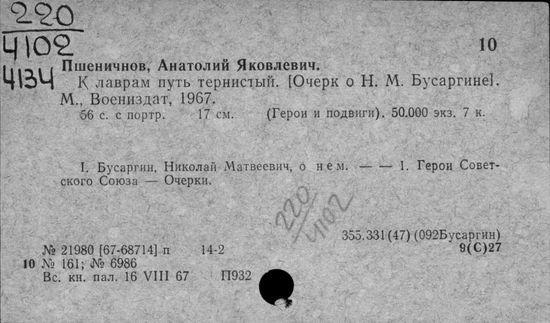 220
4102
4134
10
Пшеничнов, Анатолий Яковлевич.
К лаврам путь тернистый. [Очерк о Н. М. Бусаргине].
М., Воениздат, 1967.
56 с. с портр. 17 см. (Герои и подвиги). 50.000 экз. 7 к.
I. Бусаргин, Николай Матвеевич, о нем. — — 1. Герои Совет-
ского Союза — Очерки.
220
4102
355.331(47)(092Бусаргин)
№ 21980 [67-68714] п 14-2 9(С)27
10 № 161; № 6986
Вс. кн. пал. 16 VIII 67 П932